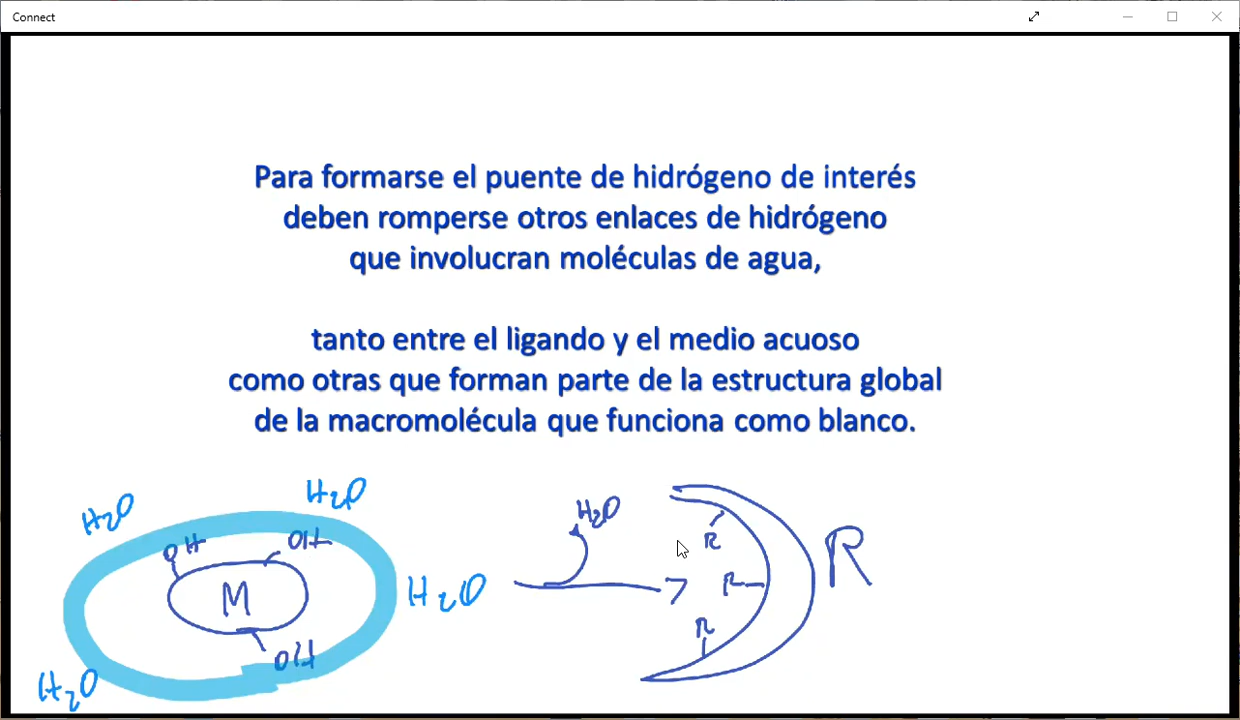 Connect
Para formarse el puente de hidrógeno de interés
deben romperse otros enlaces de hidrógeno
que involucran moléculas de agua,
tanto entre el ligando y el medio acuoso
como otras que forman parte de la estructura global
de la macromolécula que funciona como blanco.
H2O
H2O
H2O
H2O
OH
OH
M
OH
H2O
R
R
R
R